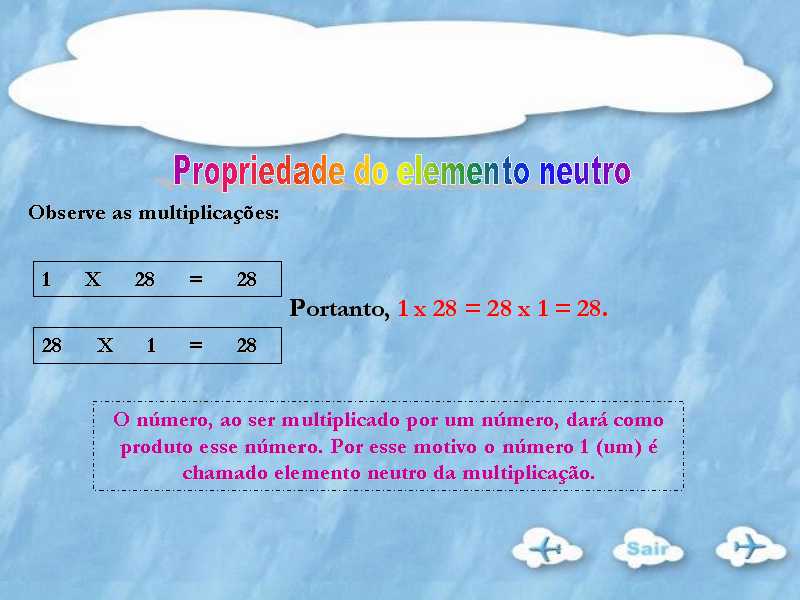 Propriedade do elemento neutro
Observe as multiplicações:
1 X 28 = 28
Portanto, 1 x 28 = 28 x 1 = 28.
28 X 1 = 28
O número, ao ser multiplicado por um número, dará como
produto esse número. Por esse motivo o número 1 (um) é
chamado elemento neutro da multiplicação.
Sair